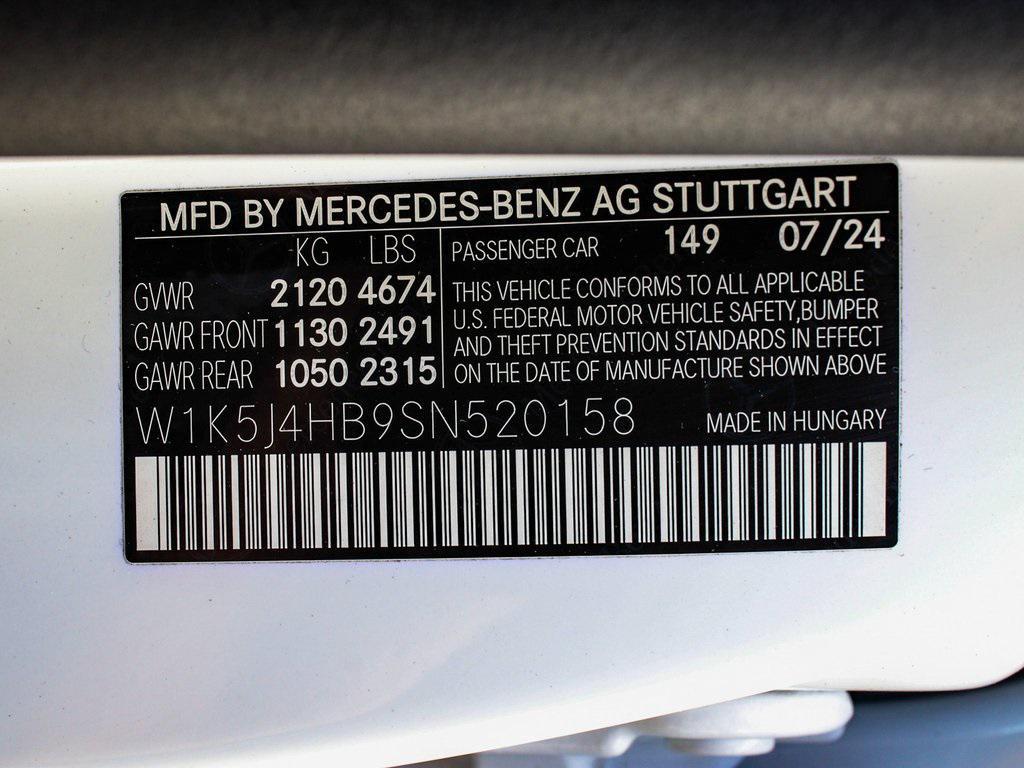 MFD BY MERCEDES-BENZ AG STUTTGART
KG LBS
GVWR 2120 4674
GAWR FRONT 1130 2491
GAWR REAR 1050 2315
PASSENGER CAR 149 07/24
THIS VEHICLE CONFORMS TO ALL APPLICABLE
U.S. FEDERAL MOTOR VEHICLE SAFETY,BUMPER
AND THEFT PREVENTION STANDARDS IN EFFECT
ON THE DATE OF MANUFACTURE SHOWN ABOVE
W1K5J4HB9SN520158
MADE IN HUNGARY